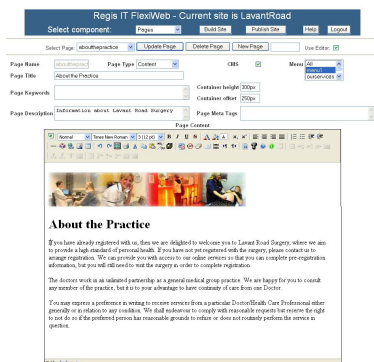 Regis IT FlexiWeb - Current site is LavantRoad
Select component: Pages Build Site Publish Site Help Logout
Select Page: aboutthepractice Update Page Delete Page New Page Use Editor:
Page Name aboutthepract Page Type Content CMS Menu All
menu1
ourservices
Page Title About the Practice
Page Keywords Container height 300px
Container offset 250px
Page Description Information about Lavant Road Surgery Page Meta Tags
Page Content
Normal Times New Roman 3 (12 pt) B I U S
About the Practice
If you have already registered with us, then we are delighted to welcome you to Lavant Road Surgery, where we aim
to provide a high standard of personal health. If you have not yet registered with the surgery, please contact us to
arrange registration. We can provide you with access to our online services so that you can complete pre-registration
information, but you will still need to visit the surgery in order to complete registration.
The doctors work in an unlimited partnership as a general medical group practice. We are happy for you to consult
any member of the practice, but it is to your advantage to have continuity of care from one Doctor.
You may express a preference in writing to receive services from a particular Doctor/Health Care Professional either
generally or in relation to any condition. We shall endeavour to comply with reasonable requests but reserve the right
to not do so if the preferred person has reasonable grounds to refuse or does not routinely perform the service in
question.